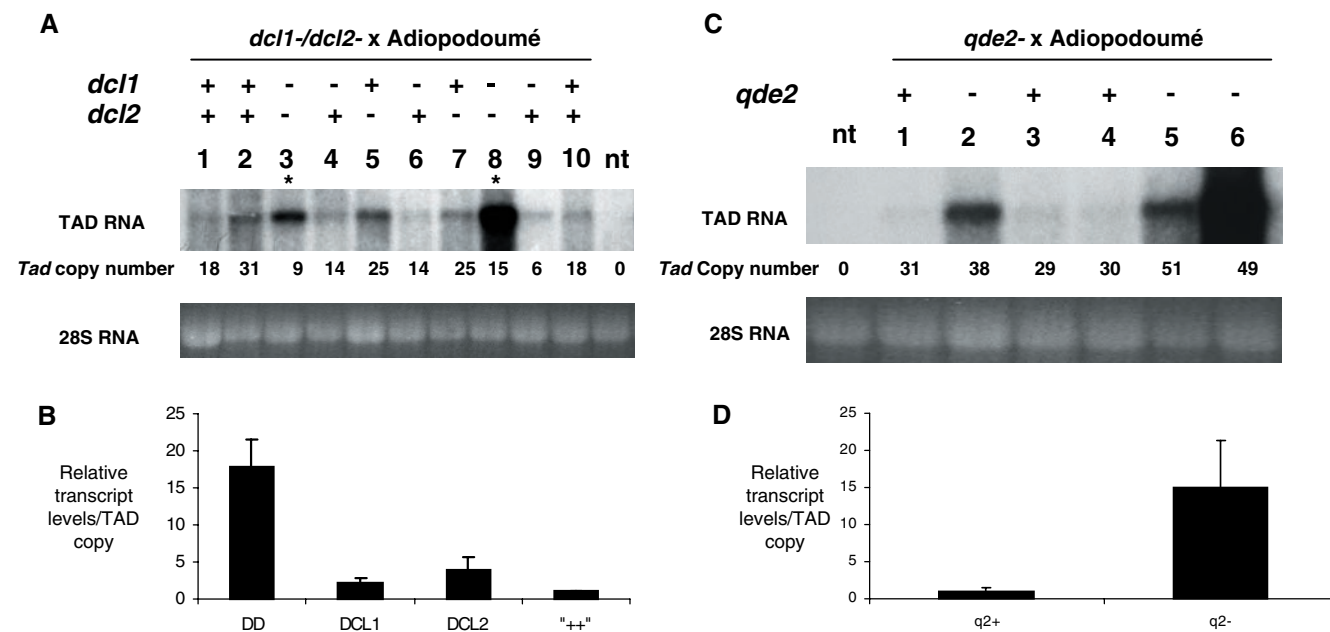 A
dcl1-/dcl2- x Adiopodoumé
dcl1 + + - - + - + - - +
dcl2 + + - + - + - - + +
1 2 3 4 5 6 7 8 9 10 nt
* *
TAD RNA
Tad copy number 18 31 9 14 25 14 25 15 6 18 0
28S RNA
B
25
20
15
10
5
0
Relative
transcript
levels/TAD
copy
DD DCL1 DCL2 "++"
C
qde2- x Adiopodoumé
qde2 + - + + - -
nt 1 2 3 4 5 6
TAD RNA
Tad Copy number 0 31 38 29 30 51 49
28S RNA
D
25
20
15
10
5
0
Relative
transcript
levels/TAD
copy
q2+ q2-